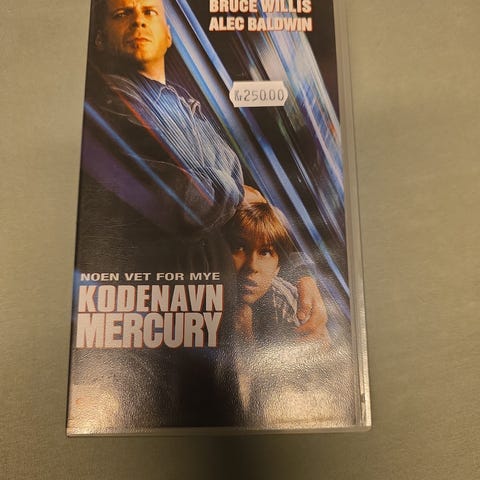 BRUCE WILLIS
ALEC BALDWIN
Kr250.00
NOEN VET FOR MYE
KODENAVN
MERCURY